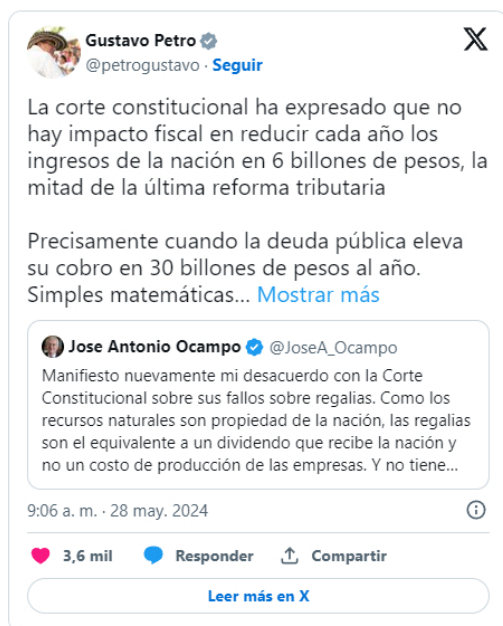 Gustavo Petro
@petrogustavo · Seguir
La corte constitucional ha expresado que no
hay impacto fiscal en reducir cada año los
ingresos de la nación en 6 billones de pesos, la
mitad de la última reforma tributaria
Precisamente cuando la deuda pública eleva
su cobro en 30 billones de pesos al año.
Simples matemáticas... Mostrar más
Jose Antonio Ocampo @JoseA_Ocampo
Manifiesto nuevamente mi desacuerdo con la Corte
Constitucional sobre sus fallos sobre regalias. Como los
recursos naturales son propiedad de la nación, las regalias
son el equivalente a un dividendo que recibe la nación y
no un costo de producción de las empresas. Y no tiene...
9:06 a. m. · 28 may. 2024
3,6 mil Responder Compartir
Leer más en X